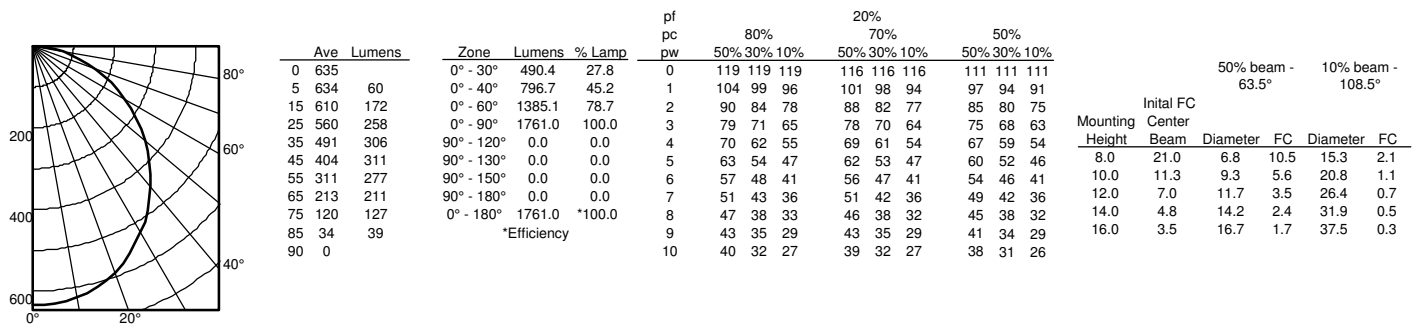 80°
60°
40°
200
400
600
0° 20°
Ave Lumens
0 635
5 634 60
15 610 172
25 560 258
35 491 306
45 404 311
55 311 277
65 213 211
75 120 127
85 34 39
90 0
Zone Lumens % Lamp
0° - 30° 490.4 27.8
0° - 40° 796.7 45.2
0° - 60° 1385.1 78.7
0° - 90° 1761.0 100.0
90° - 120° 0.0 0.0
90° - 130° 0.0 0.0
90° - 150° 0.0 0.0
90° - 180° 0.0 0.0
0° - 180° 1761.0 *100.0
*Efficiency
pf 20%
pc 80% 70% 50%
pw 50% 30% 10% 50% 30% 10% 50% 30% 10%
0 119 119 119 116 116 116 111 111 111
1 104 99 96 101 98 94 97 94 91
2 90 84 78 88 82 77 85 80 75
3 79 71 65 78 70 64 75 68 63
4 70 62 55 69 61 54 67 59 54
5 63 54 47 62 53 47 60 52 46
6 57 48 41 56 47 41 54 46 41
7 51 43 36 51 42 36 49 42 36
8 47 38 33 46 38 32 45 38 32
9 43 35 29 43 35 29 41 34 29
10 40 32 27 39 32 27 38 31 26
50% beam - 10% beam -
63.5° 108.5°
Inital FC
Mounting Center
Height Beam Diameter FC Diameter FC
8.0 21.0 6.8 10.5 15.3 2.1
10.0 11.3 9.3 5.6 20.8 1.1
12.0 7.0 11.7 3.5 26.4 0.7
14.0 4.8 14.2 2.4 31.9 0.5
16.0 3.5 16.7 1.7 37.5 0.3